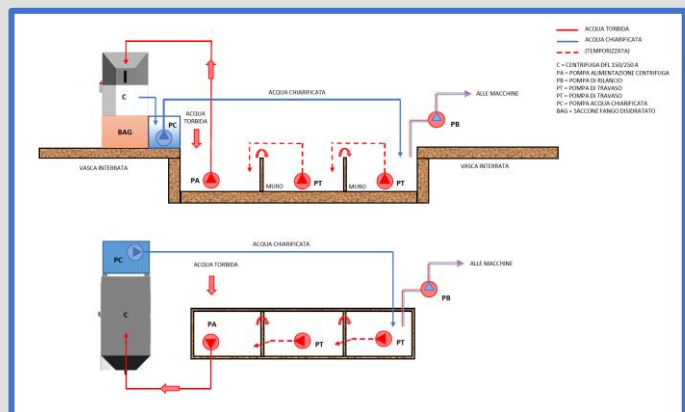 ACQUA TORBIDA
ACQUA CHIARIFICATA
(TEMPORIZZATA)
C = CENTRIFUGA DFL 150/250 A
PA = POMPA ALIMENTAZIONE CENTRIFUGA
PB = POMPA DI RILANCIO
PT = POMPA DI TRAVASO
PT = POMPA DI TRAVASO
PC = POMPA ACQUA CHIARIFICATA
BAG = SACCONE FANGO DISIDRATATO
C
ACQUA CHIARIFICATA
ALLE MACCHINE
BAG
PC
ACQUA
TORBIDA
PB
VASCA INTERRATA
PA
MURO
PT
MURO
PT
VASCA INTERRATA
ACQUA CHIARIFICATA
PC
ACQUA TORBIDA
ALLE MACCHINE
PB
C
PA
PT
PT